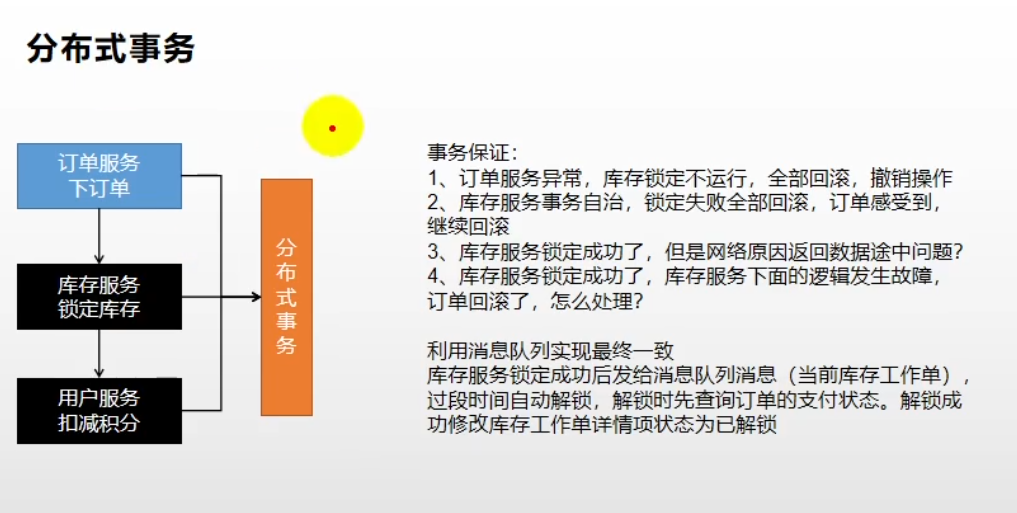 分布式事务
订单服务
下订单
库存服务
锁定库存
用户服务
扣减积分
分布式事务
事务保证：
1、订单服务异常，库存锁定不运行，全部回滚，撤销操作
2、库存服务事务自治，锁定失败全部回滚，订单感受到，
继续回滚
3、库存服务锁定成功了，但是网络原因返回数据途中问题？
4、库存服务锁定成功了，库存服务下面的逻辑发生故障，
订单回滚了，怎么处理？
利用消息队列实现最终一致
库存服务锁定成功后发给消息队列消息（当前库存工作单），
过段时间自动解锁，解锁时先查询订单的支付状态。解锁成
功修改库存工作单详情项状态为已解锁